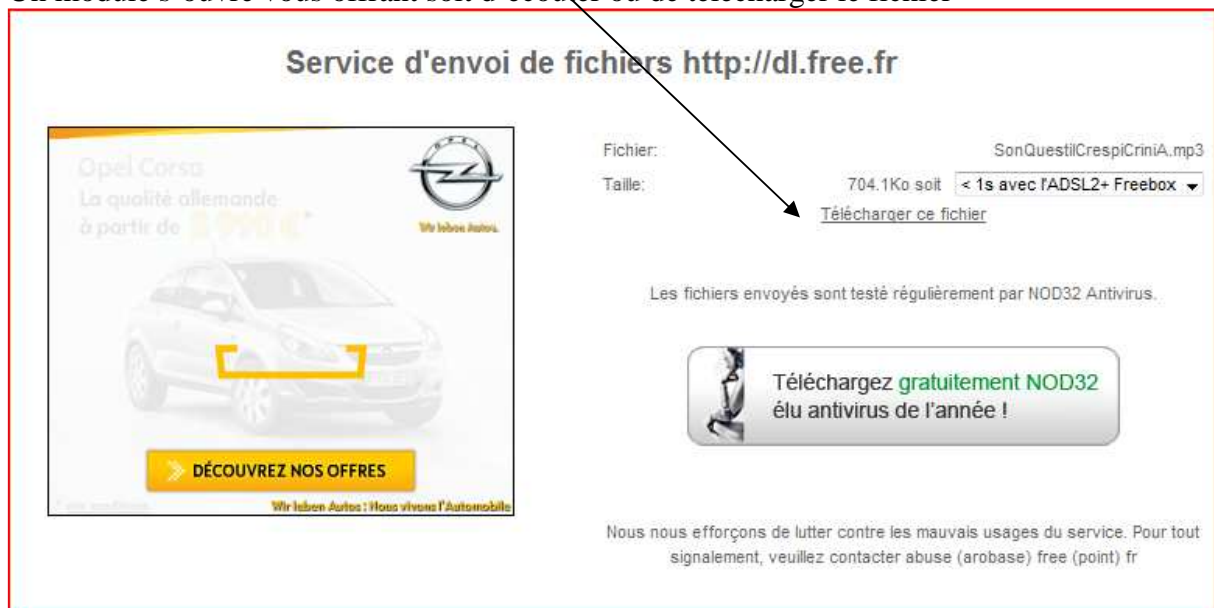 Un module s'ouvre vous offrant soit d'écouter ou de télécharger le fichier
Service d'envoi de fichiers http://dl.free.fr
Opel Corsa
La qualité allemande
à partir de
OPEL
Wir leben Autos.
DÉCOUVREZ NOS OFFRES
Wir leben Autos : Nous vivons l'Automobile
Fichier: SonQuestilCrespiCriniA.mp3
Taille: 704.1Ko soit < 1s avec l'ADSL2+ Freebox
Télécharger ce fichier
Les fichiers envoyés sont testé régulièrement par NOD32 Antivirus.
Téléchargez gratuitement NOD32
élu antivirus de l'année !
Nous nous efforçons de lutter contre les mauvais usages du service. Pour tout
signalement, veuillez contacter abuse (arobase) free (point) fr